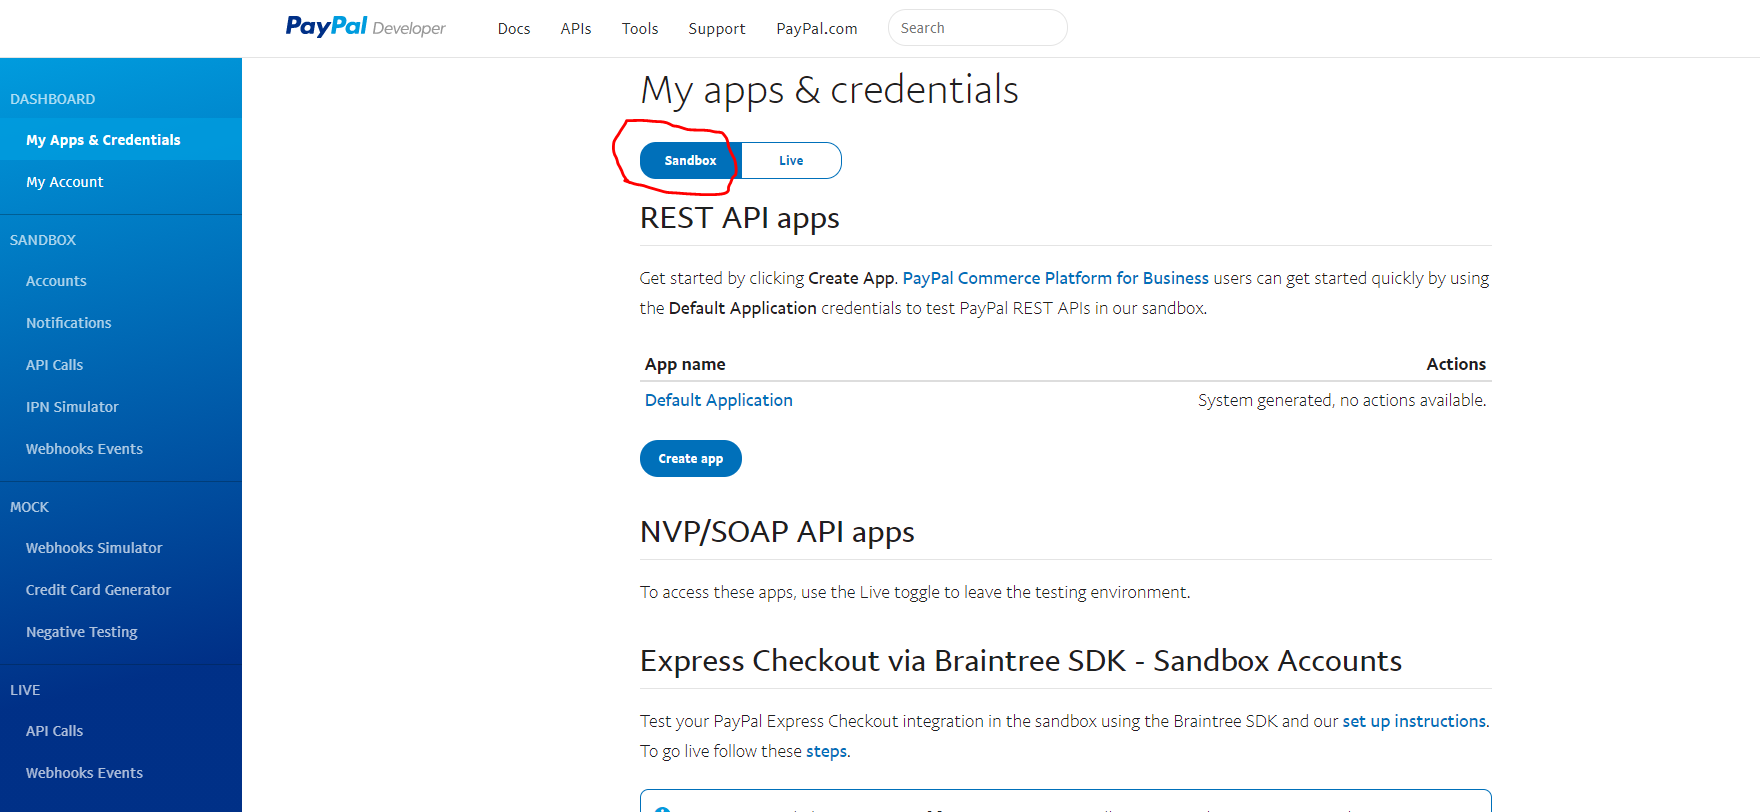 PayPal Developer
Docs
APIs
Tools
Support
PayPal.com
Search
DASHBOARD
My Apps & Credentials
My Account
SANDBOX
Accounts
Notifications
API Calls
IPN Simulator
Webhooks Events
MOCK
Webhooks Simulator
Credit Card Generator
Negative Testing
LIVE
API Calls
Webhooks Events
My apps & credentials
Sandbox
Live
REST API apps
Get started by clicking Create App. PayPal Commerce Platform for Business users can get started quickly by using
the Default Application credentials to test PayPal REST APIs in our sandbox.
App name
Actions
Default Application
System generated, no actions available.
Create app
NVP/SOAP API apps
To access these apps, use the Live toggle to leave the testing environment.
Express Checkout via Braintree SDK - Sandbox Accounts
Test your PayPal Express Checkout integration in the sandbox using the Braintree SDK and our set up instructions.
To go live follow these steps.